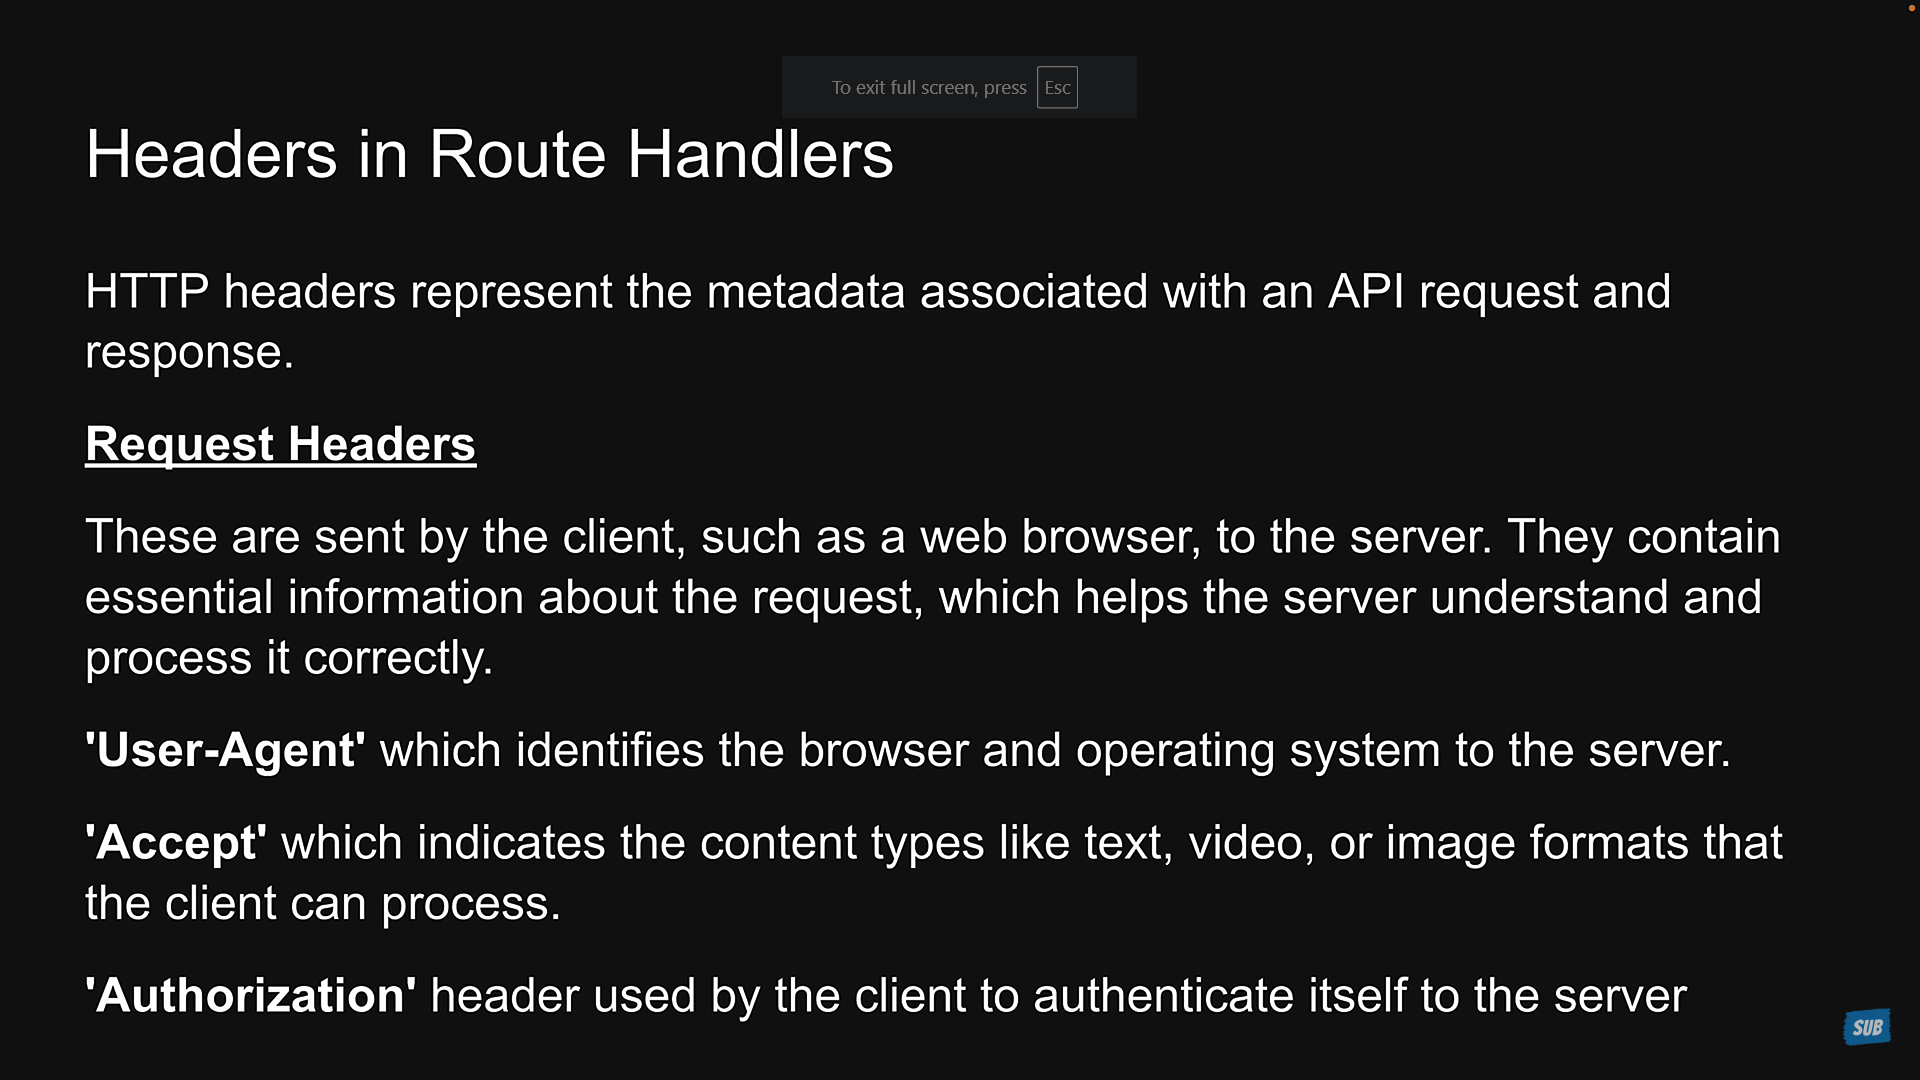 To exit full screen, press Esc
Headers in Route Handlers
HTTP headers represent the metadata associated with an API request and
response.
Request Headers
These are sent by the client, such as a web browser, to the server. They contain
essential information about the request, which helps the server understand and
process it correctly.
'User-Agent' which identifies the browser and operating system to the server.
'Accept' which indicates the content types like text, video, or image formats that
the client can process.
'Authorization' header used by the client to authenticate itself to the server
SUB